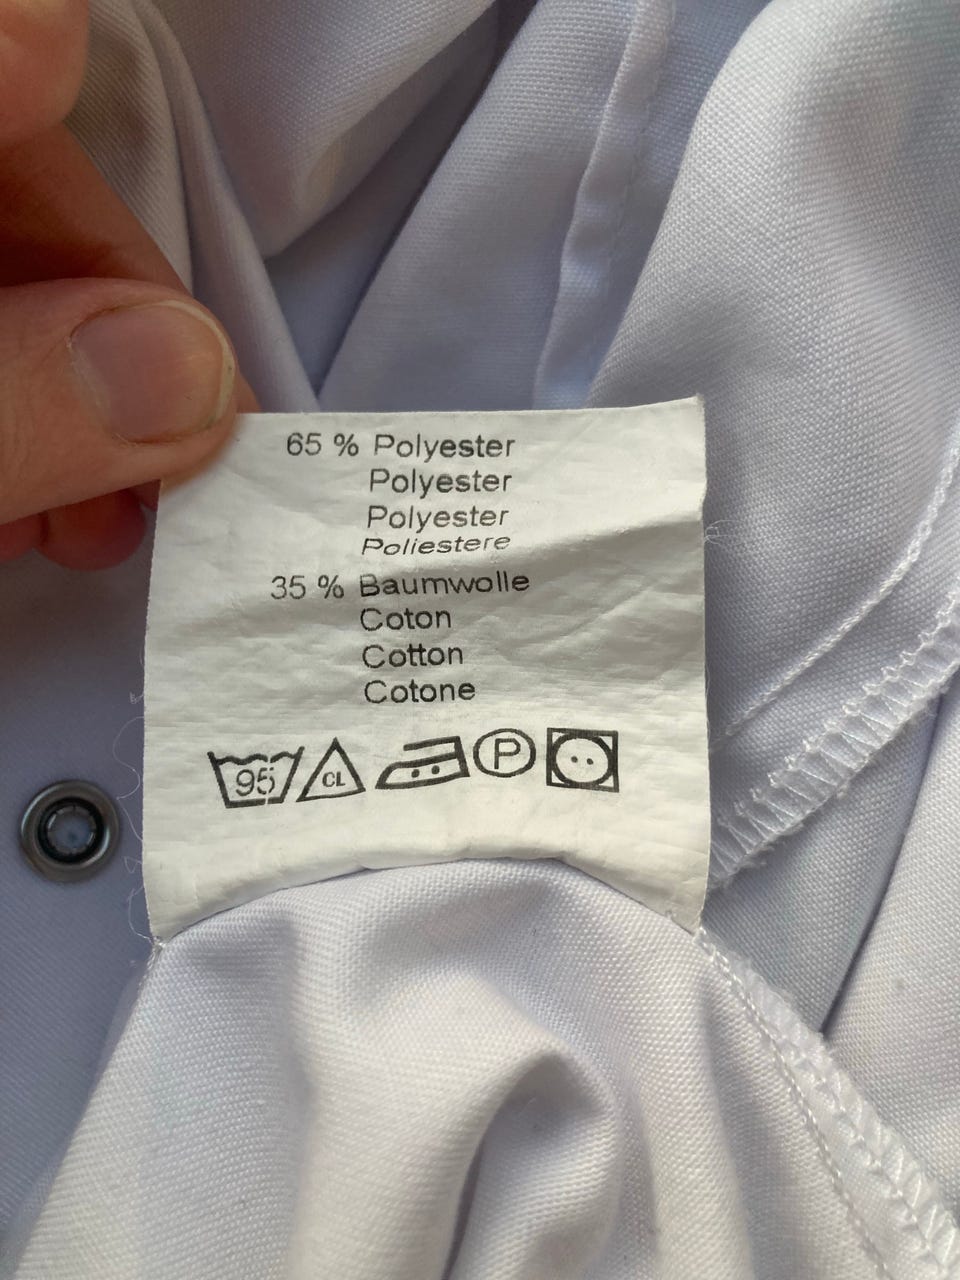 65 % Polyester
Polyester
Polyester
Poliestere
35 % Baumwolle
Coton
Cotton
Cotone
95 CL P